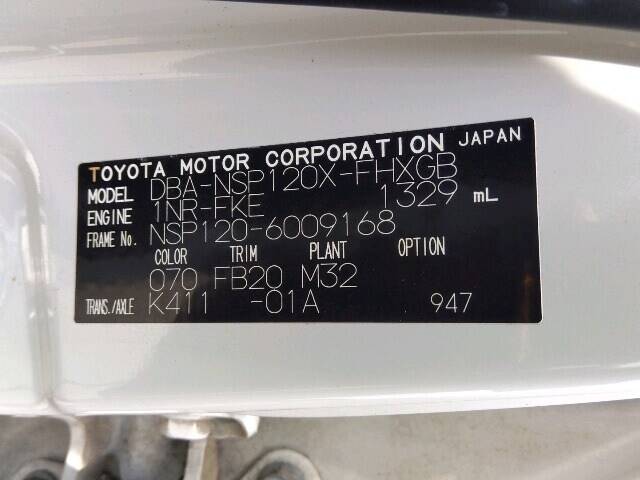 TOYOTA MOTOR CORPORATION JAPAN
MODEL DBA-NSP120X-FHXGB
ENGINE 1NR-FKE 1329 mL
FRAME No. NSP120-6009168
COLOR TRIM PLANT OPTION
070 FB20 M32
TRANS./AXLE K411 -01A 947